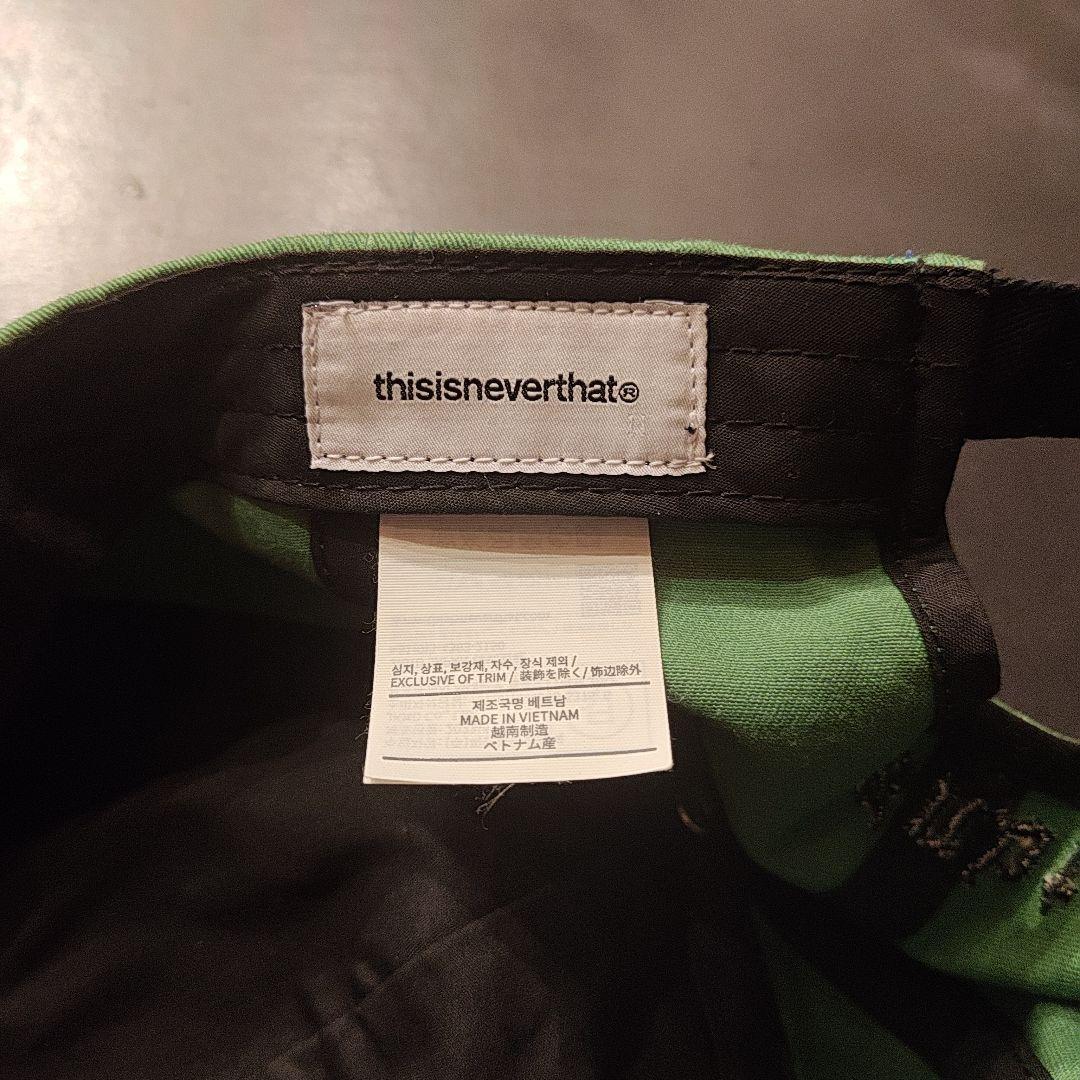 thisisneverthat®
심지, 상표, 보강재, 자수, 장식 제외 /
EXCLUSIVE OF TRIM / 装飾を除く/ 饰边除外
제조국명 베트남
MADE IN VIETNAM
越南制造
ベトナム産